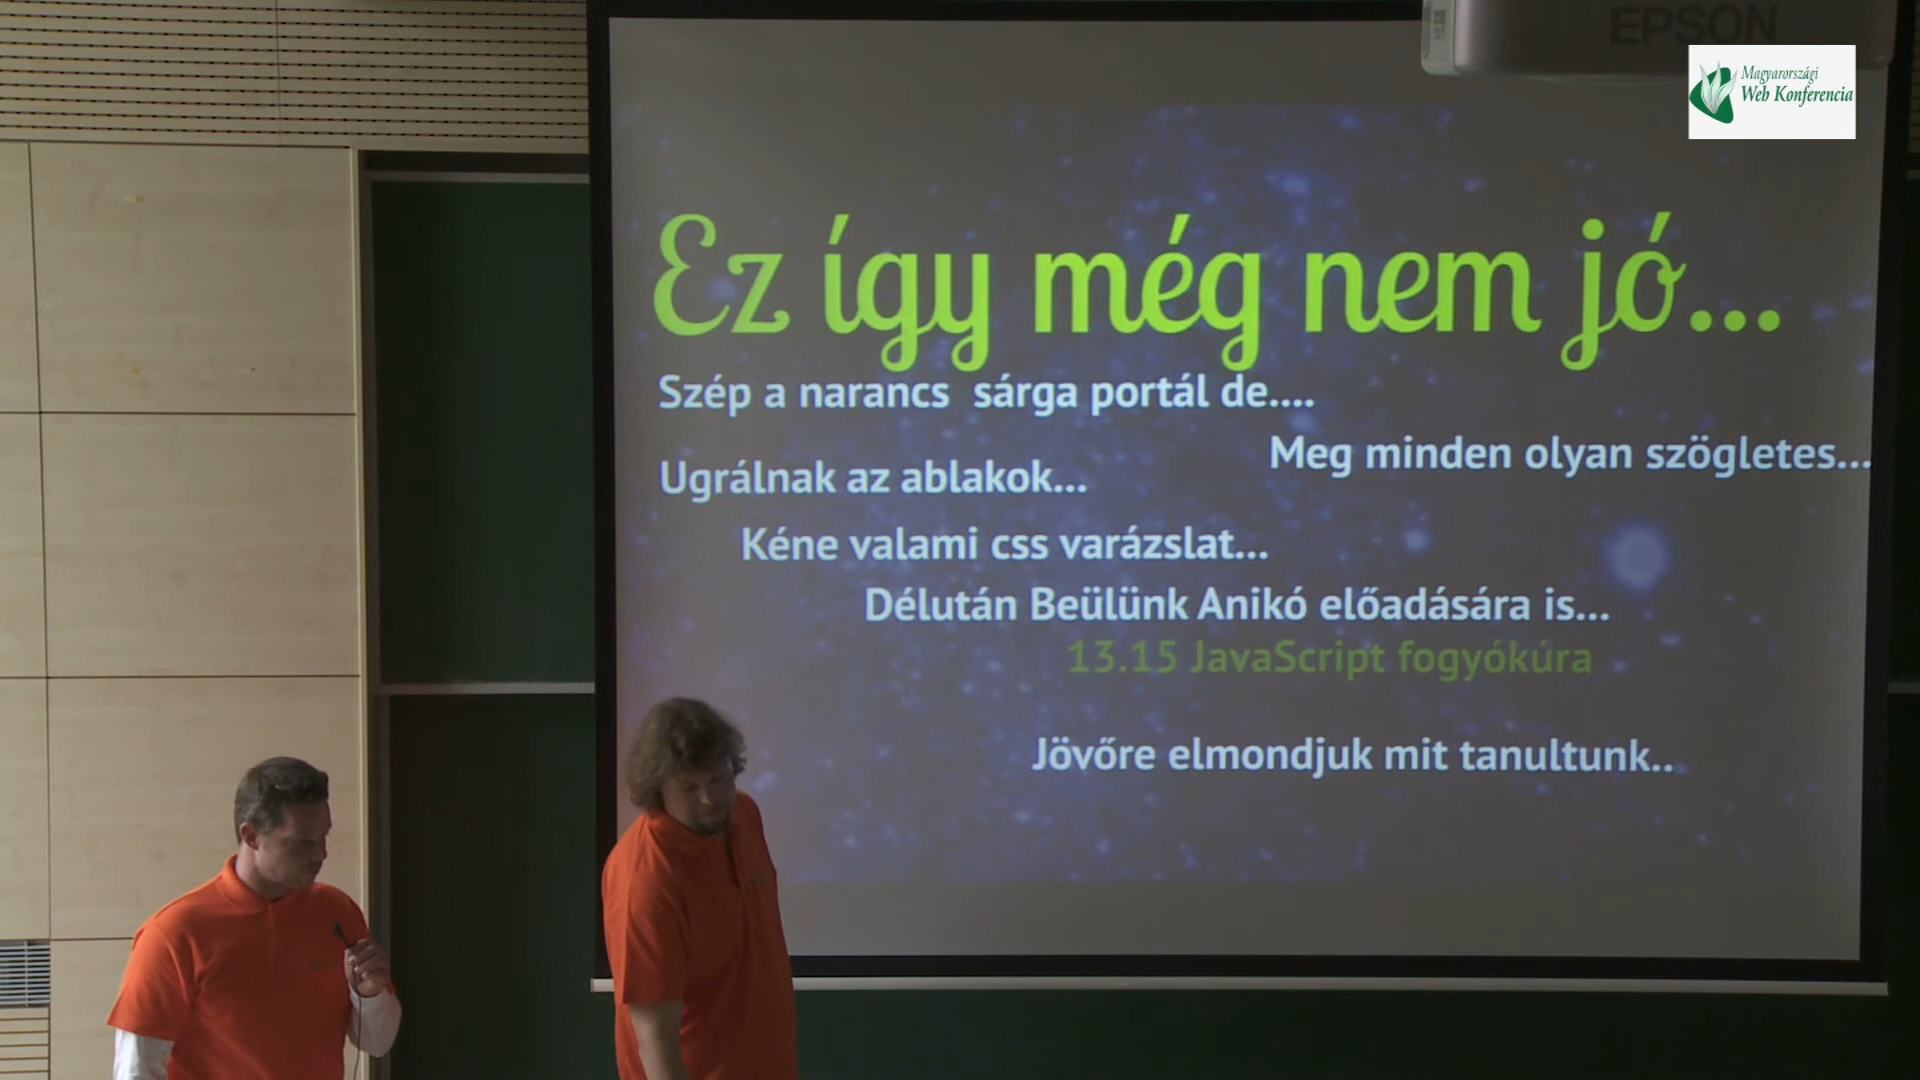 EPSON
Magyarországi
Web Konferencia
Ez így még nem jó...
Szép a narancs sárga portál de....
Meg minden olyan szögletes...
Ugrálnak az ablakok...
Kéne valami css varázslat...
Délután Beülünk Anikó előadására is...
13.15 JavaScript fogyókúra
Jövőre elmondjuk mit tanultunk..